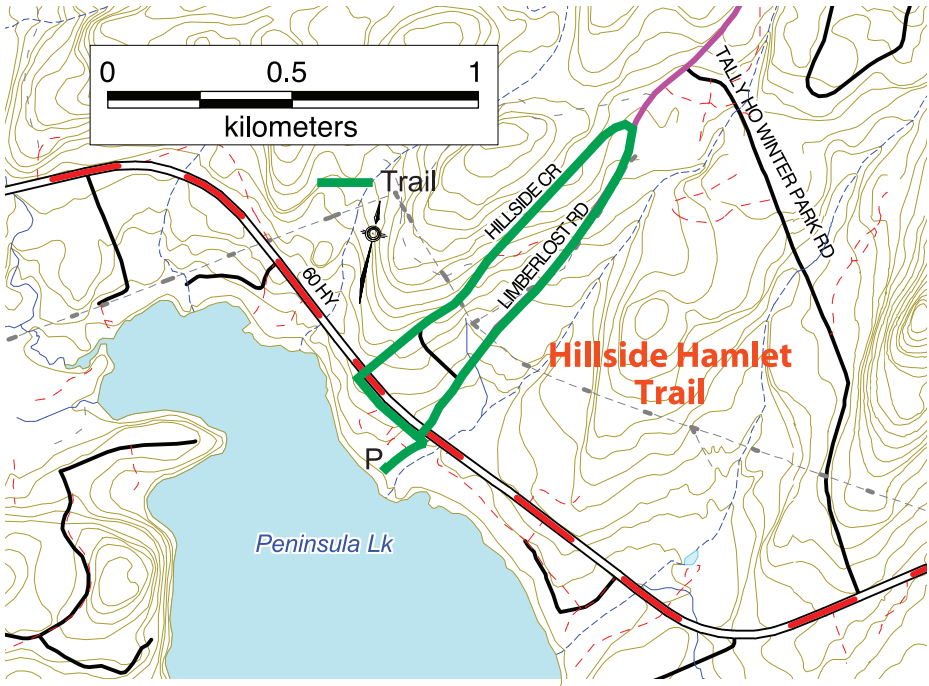 0 0.5 1
kilometers
Trail
60 HY
HILLSIDE CR
LIMBERLOST RD
TALLY HO WINTER PARK RD
Hillside Hamlet
Trail
P
Peninsula Lk